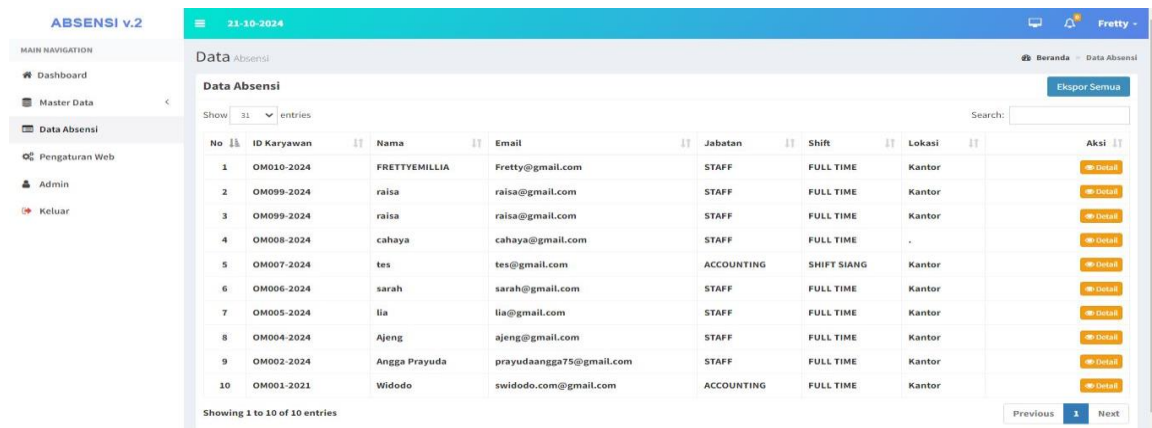 ABSENSI v.2
21-10-2024
Fretty
MAIN NAVIGATION
Dashboard
Master Data
Data Absensi
Pengaturan Web
Admin
Keluar
Data Absensi
Beranda Data Absensi
Data Absensi
Ekspor Semua
Show 31 entries
Search:
No ID Karyawan Nama Email Jabatan Shift Lokasi Aksi
1 OM010-2024 FRETTYEMILLIA Fretty@gmail.com STAFF FULL TIME Kantor Detail
2 OM099-2024 raisa raisa@gmail.com STAFF FULL TIME Kantor Detail
3 OM099-2024 raisa raisa@gmail.com STAFF FULL TIME Kantor Detail
4 OM008-2024 cahaya cahaya@gmail.com STAFF FULL TIME . Detail
5 OM007-2024 tes tes@gmail.com ACCOUNTING SHIFT SIANG Kantor Detail
6 OM006-2024 sarah sarah@gmail.com STAFF FULL TIME Kantor Detail
7 OM005-2024 lia lia@gmail.com STAFF FULL TIME Kantor Detail
8 OM004-2024 Ajeng ajeng@gmail.com STAFF FULL TIME Kantor Detail
9 OM002-2024 Angga Prayuda prayudaangga75@gmail.com STAFF FULL TIME Kantor Detail
10 OM001-2021 Widodo swidodo.com@gmail.com ACCOUNTING FULL TIME Kantor Detail
Showing 1 to 10 of 10 entries
Previous 1 Next